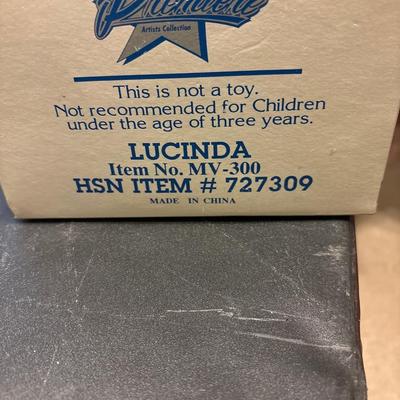 Premiere
Artists Collection
This is not a toy.
Not recommended for Children
under the age of three years.
LUCINDA
Item No. MV-300
HSN ITEM # 727309
MADE IN CHINA